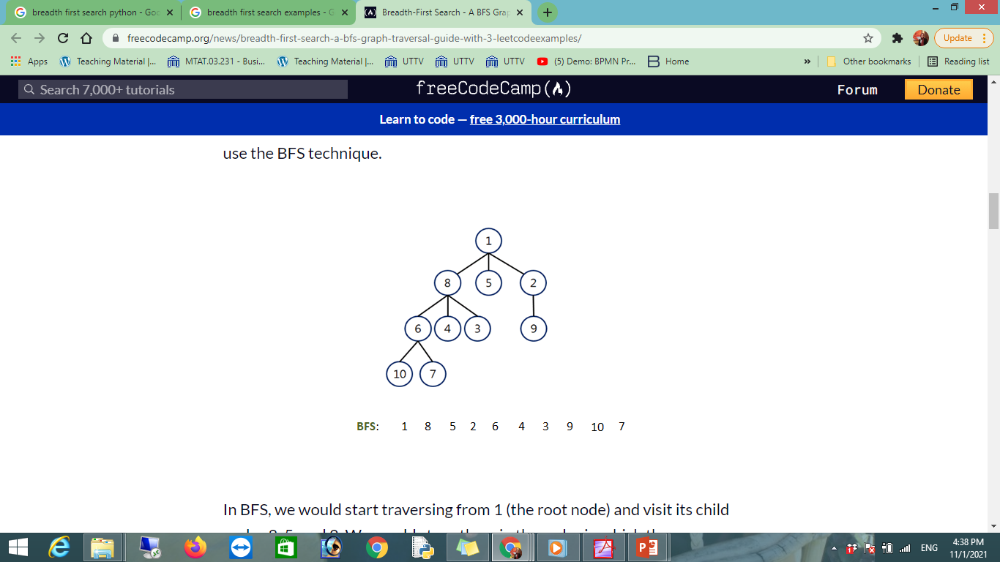 breadth first search python - Goo
breadth first search examples - G
Breadth-First Search - A BFS Grap
freecodecamp.org/news/breadth-first-search-a-bfs-graph-traversal-guide-with-3-leetcodeexamples/
Update
Apps
Teaching Material |...
MTAT.03.231 - Busi...
Teaching Material |...
UTTV
UTTV
UTTV
(5) Demo: BPMN Pr...
Home
»
Other bookmarks
Reading list
Search 7,000+ tutorials
freeCodeCamp
Forum
Donate
Learn to code — free 3,000-hour curriculum
use the BFS technique.
1
8 5 2
6 4 3 9
10 7
BFS: 1 8 5 2 6 4 3 9 10 7
In BFS, we would start traversing from 1 (the root node) and visit its child
ENG
4:38 PM
11/1/2021